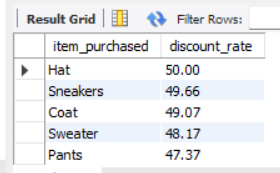 Result Grid Filter Rows:
item_purchased discount_rate
Hat 50.00
Sneakers 49.66
Coat 49.07
Sweater 48.17
Pants 47.37